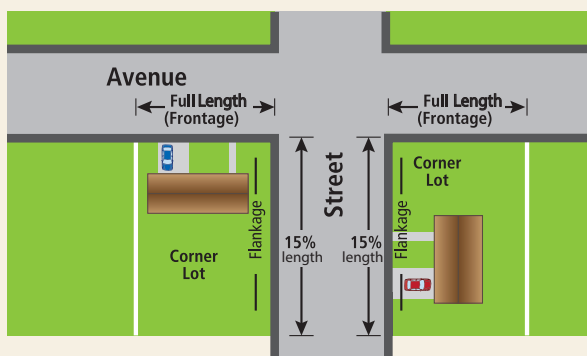 Avenue
Full Length
(Frontage)
Full Length
(Frontage)
Street
Corner
Lot
Flankage
15%
length
15%
length
Flankage
Corner
Lot